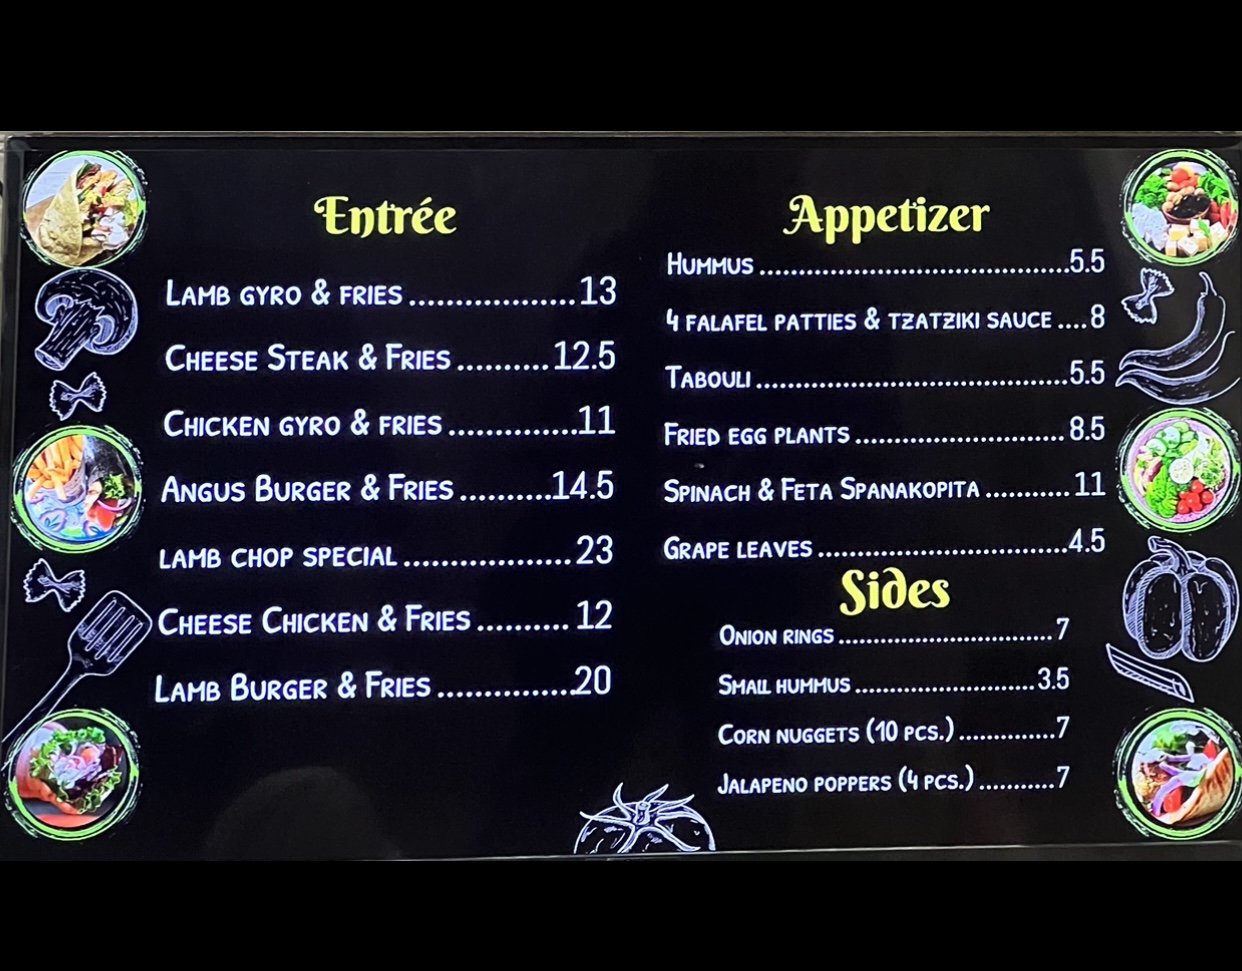 Entrée
Lamb gyro & fries..................13
Cheese Steak & Fries..........12.5
Chicken gyro & fries..............11
Angus Burger & Fries..........14.5
lamb chop special..................23
Cheese Chicken & Fries..........12
Lamb Burger & Fries...............20
Appetizer
Hummus.......................................5.5
4 falafel patties & tzatziki sauce....8
Tabouli.......................................5.5
Fried egg plants.......................... 8.5
Spinach & Feta Spanakopita........... 11
Grape leaves................................4.5
Sides
Onion rings...............................7
Small hummus..........................3.5
Corn nuggets (10 pcs.)..............7
Jalapeno poppers (4 pcs.)...........7